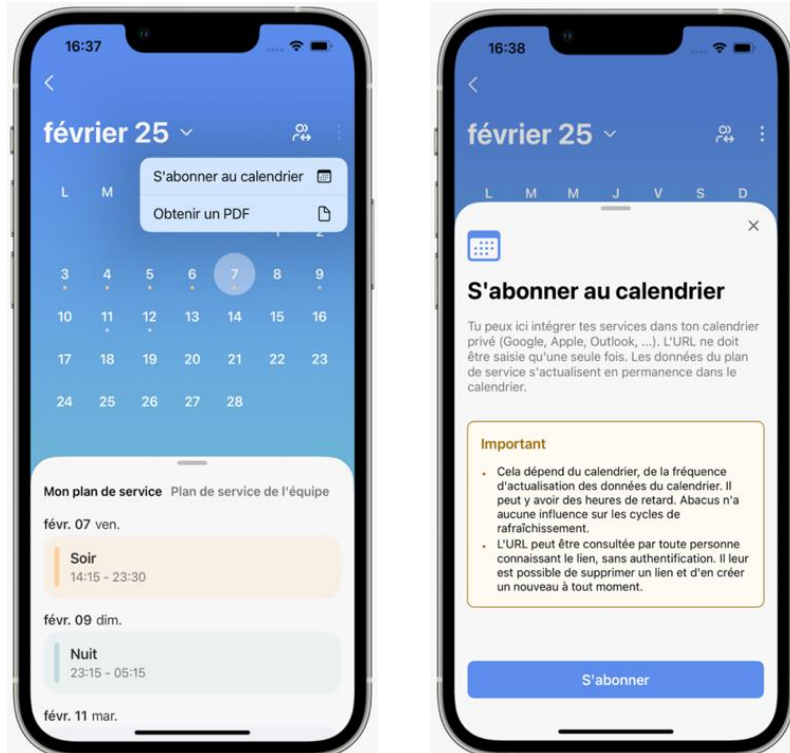 16:37
février 25
S'abonner au calendrier
Obtenir un PDF
L M
1 2
3 4 5 6 7 8 9
10 11 12 13 14 15 16
17 18 19 20 21 22 23
24 25 26 27 28
Mon plan de service Plan de service de l'équipe
févr. 07 ven.
Soir
14:15 - 23:30
févr. 09 dim.
Nuit
23:15 - 05:15
févr. 11 mar.
16:38
février 25
L M M J V S D
S'abonner au calendrier
Tu peux ici intégrer tes services dans ton calendrier
privé (Google, Apple, Outlook, ...). L'URL ne doit
être saisie qu'une seule fois. Les données du plan
de service s'actualisent en permanence dans le
calendrier.
Important
• Cela dépend du calendrier, de la fréquence
d'actualisation des données du calendrier. Il
peut y avoir des heures de retard. Abacus n'a
aucune influence sur les cycles de
rafraîchissement.
• L'URL peut être consultée par toute personne
connaissant le lien, sans authentification. Il leur
est possible de supprimer un lien et d'en créer
un nouveau à tout moment.
S'abonner